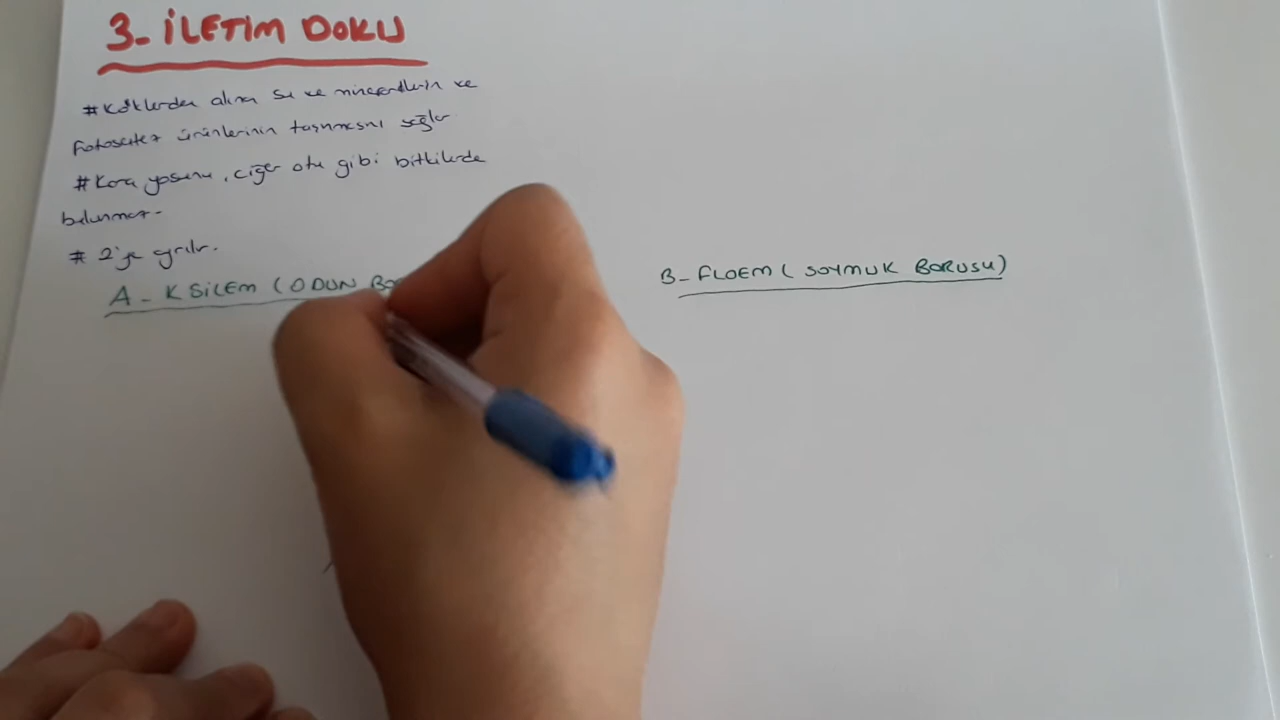 3- İLETİM DOKU
#Köklerden alınan su ve minerallerin ve
fotosentez ürünlerinin taşınmasını sağlar.
#Kara yosunu, ciğer otu gibi bitkilerde
bulunmaz.
# 2'ye ayrılır.
A - KSİLEM (ODUN BO
B - FLOEM ( SOYMUK BORUSU)